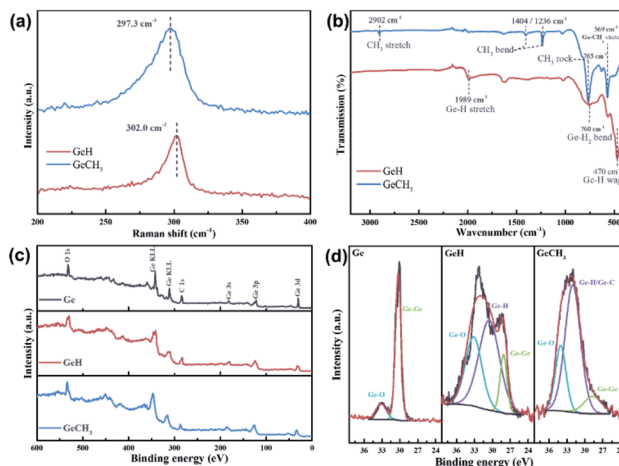 (a)
297.3 cm⁻¹
302.0 cm⁻¹
GeH
GeCH₃
Intensity (a.u.)
200 250 300 350 400
Raman shift (cm⁻¹)
(b)
2902 cm⁻¹
CH₃ stretch
1404 / 1236 cm⁻¹
CH₃ bend
569 cm⁻¹
Ge-CH₃ stretch
CH₃ rock
765 cm⁻¹
1989 cm⁻¹
Ge-H stretch
760 cm⁻¹
Ge-H₂ bend
470 cm⁻¹
Ge-H wag
GeH
GeCH₃
Transmission (%)
3000 2500 2000 1500 1000 500
Wavenumber (cm⁻¹)
(c)
O 1s
Ge KLL
Ge KLL
C 1s
Ge 3s
Ge 2p
Ge 3d
Ge
GeH
GeCH₃
Intensity (a.u.)
600 500 400 300 200 100 0
Bonding energy (eV)
(d)
Ge
Ge-Ge
Ge-O
GeH
Ge-H
Ge-O
Ge-Ge
GeCH₃
Ge-H/Ge-C
Ge-O
Ge-Ge
Intensity (a.u.)
36 33 30 27 24 36 33 30 27 24 36 33 30 27 24
Bonding energy (eV)